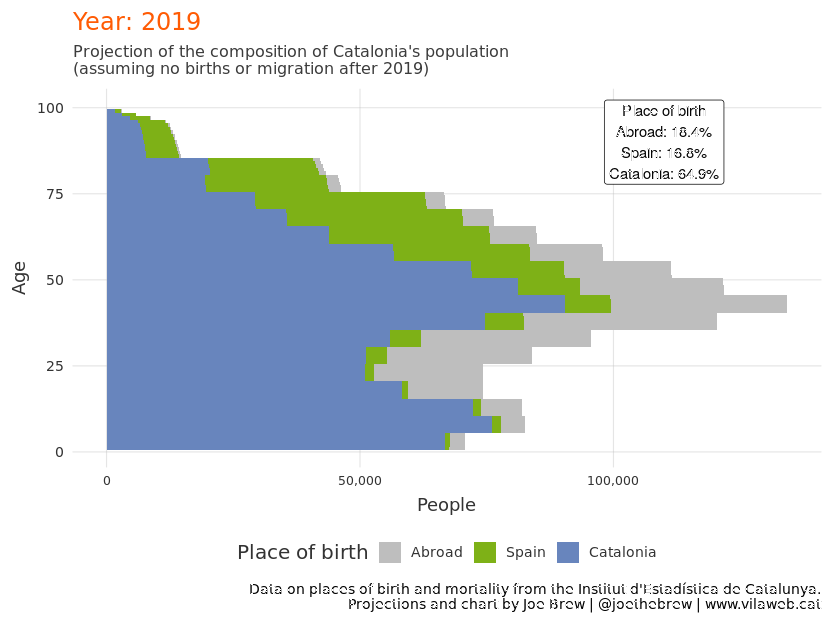 Year: 2019
Projection of the composition of Catalonia's population
(assuming no births or migration after 2019)
100
75
50
25
0
Age
Place of birth
Abroad: 18.4%
Spain: 16.8%
Catalonia: 64.9%
0
50,000
100,000
People
Place of birth
Abroad
Spain
Catalonia
Data on places of birth and mortality from the Institut d'Estadística de Catalunya.
Projections and chart by Joe Brew | @joethebrew | www.vilaweb.cat